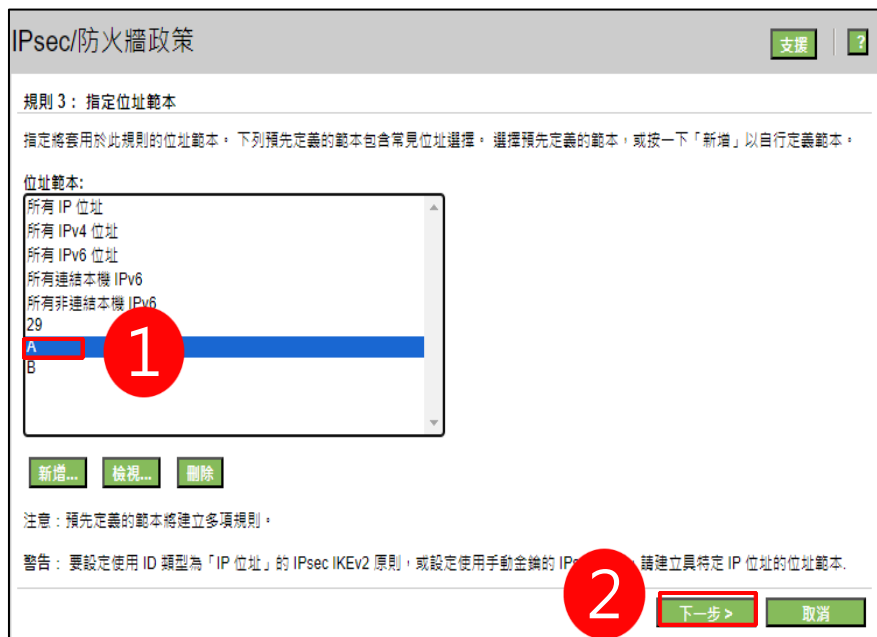 IPsec/防火牆政策
支援 ?
規則 3： 指定位址範本
指定將套用於此規則的位址範本。 下列預先定義的範本包含常見位址選擇。 選擇預先定義的範本，或按一下「新增」以自行定義範本。
位址範本:
所有 IP 位址
所有 IPv4 位址
所有 IPv6 位址
所有連結本機 IPv6
所有非連結本機 IPv6
29
A
1
B
新增... 檢視... 刪除
注意：預先定義的範本將建立多項規則。
警告： 要設定使用 ID 類型為「IP 位址」的 IPsec IKEv2 原則，或設定使用手動金鑰的 ，請建立具特定 IP 位址的位址範本.
2
下一步 > 取消